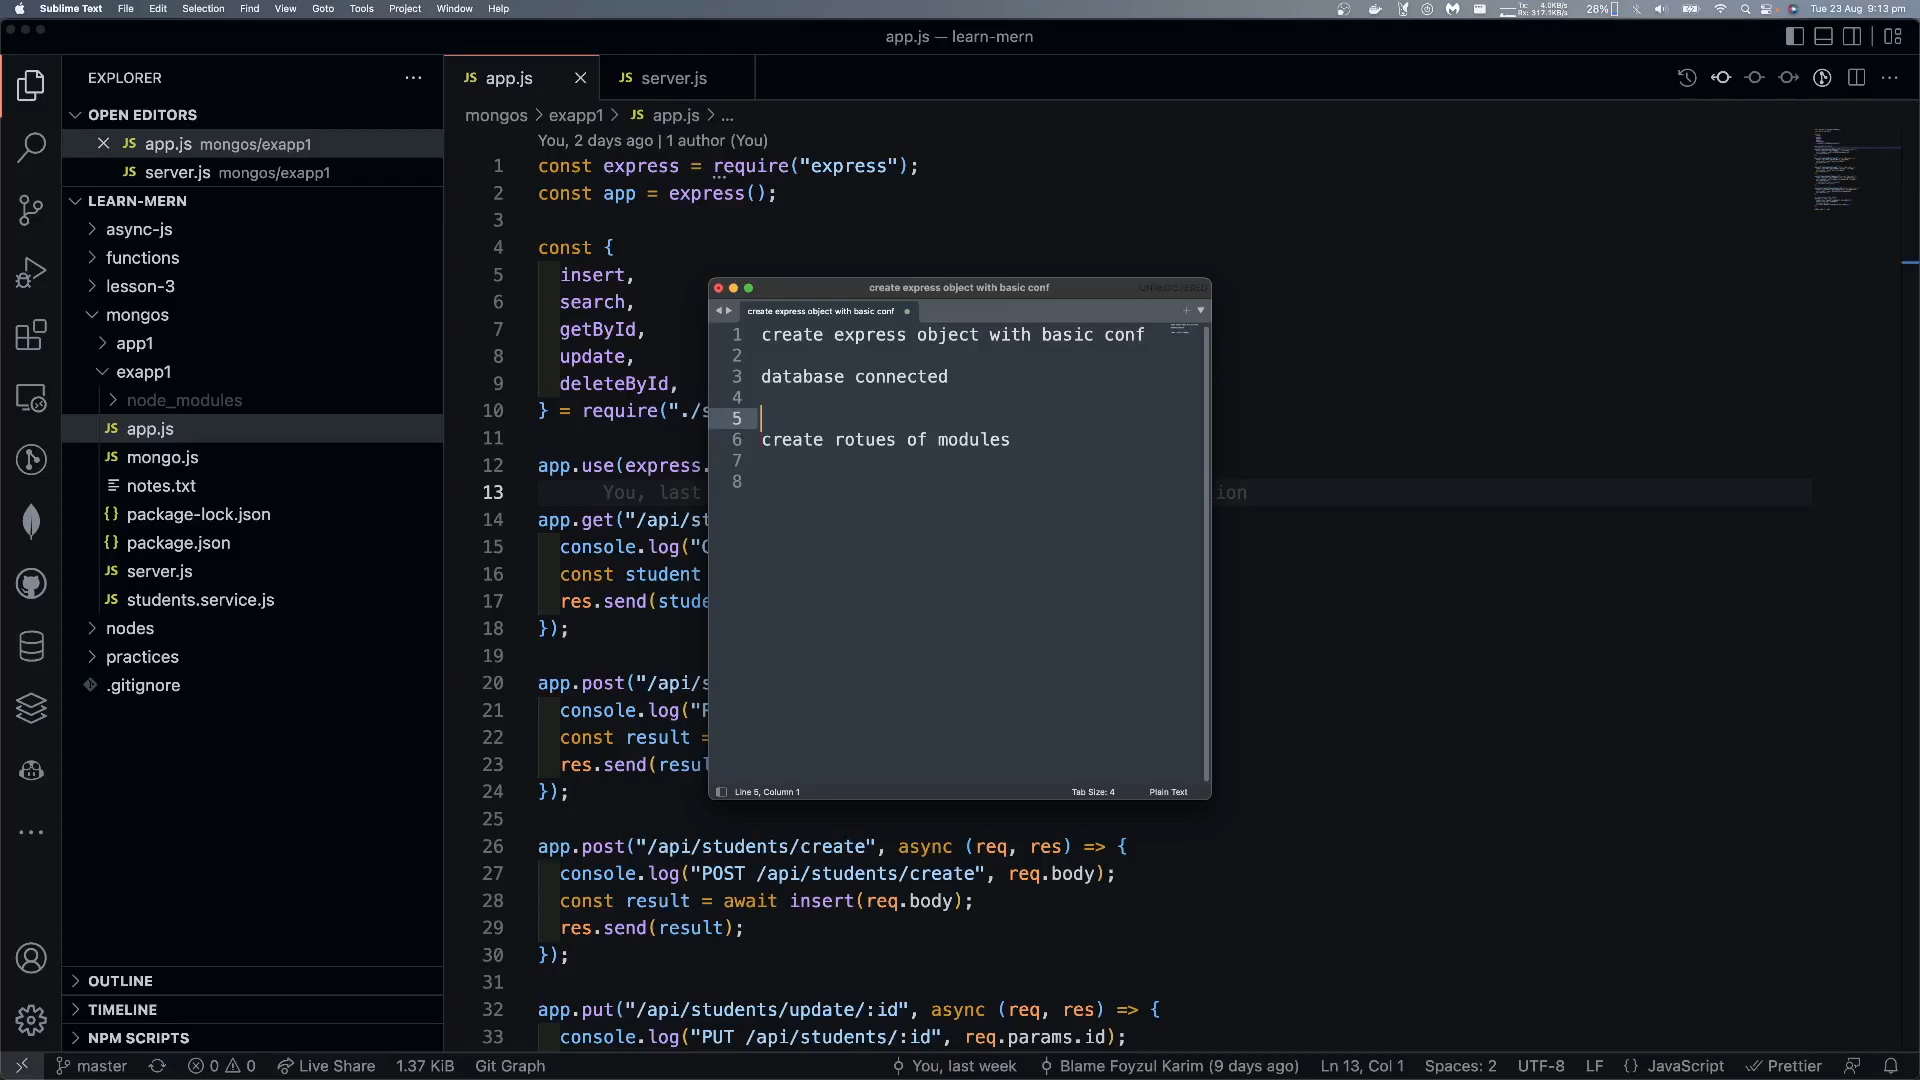 Sublime Text File Edit Selection Find View Goto Tools Project Window Help
28% Tue 23 Aug 9:13 pm
app.js — learn-mern
EXPLORER
OPEN EDITORS
app.js mongos/exapp1
server.js mongos/exapp1
LEARN-MERN
async-js
functions
lesson-3
mongos
app1
exapp1
node_modules
JS app.js
JS mongo.js
notes.txt
{} package-lock.json
{} package.json
JS server.js
JS students.service.js
nodes
practices
.gitignore
OUTLINE
TIMELINE
NPM SCRIPTS
JS app.js
JS server.js
mongos > exapp1 > JS app.js > ...
You, 2 days ago | 1 author (You)
1 const express = require("express");
2 const app = express();
3
4 const {
5 insert,
6 search,
7 getById,
8 update,
9 deleteById,
10 } = require("./s
11
12 app.use(express.
13 You, last ion
14 app.get("/api/st
15 console.log("G
16 const student
17 res.send(stude
18 });
19
20 app.post("/api/s
21 console.log("P
22 const result =
23 res.send(resul
24 });
25
26 app.post("/api/students/create", async (req, res) => {
27 console.log("POST /api/students/create", req.body);
28 const result = await insert(req.body);
29 res.send(result);
30 });
31
32 app.put("/api/students/update/:id", async (req, res) => {
33 console.log("PUT /api/students/:id", req.params.id);
create express object with basic conf UNREGISTERED
create express object with basic conf
1 create express object with basic conf
2
3 database connected
4
5
6 create rotues of modules
7
8
Line 5, Column 1 Tab Size: 4 Plain Text
master 0 0 Live Share 1.37 KiB Git Graph You, last week Blame Foyzul Karim (9 days ago) Ln 13, Col 1 Spaces: 2 UTF-8 LF {} JavaScript Prettier